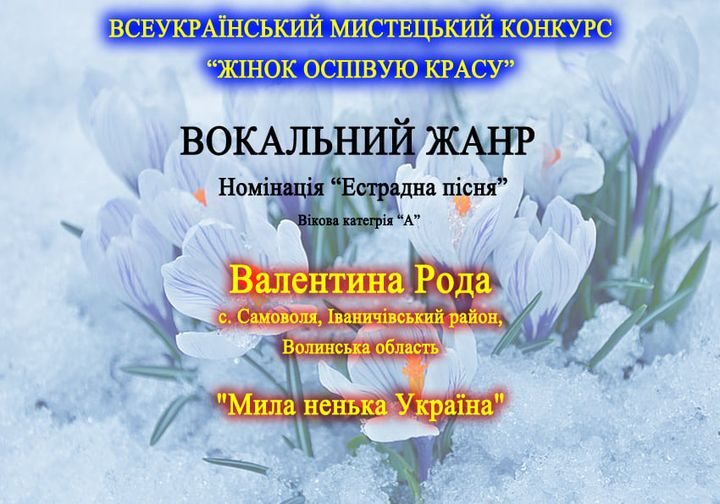 ВСЕУКРАЇНСЬКИЙ МИСТЕЦЬКИЙ КОНКУРС
“ЖІНОК ОСПІВУЮ КРАСУ”
ВОКАЛЬНИЙ ЖАНР
Номінація “Естрадна пісня”
Вікова категрія “А”
Валентина Рода
с. Самоволя, Іваничівський район,
Волинська область
"Мила ненька Україна"